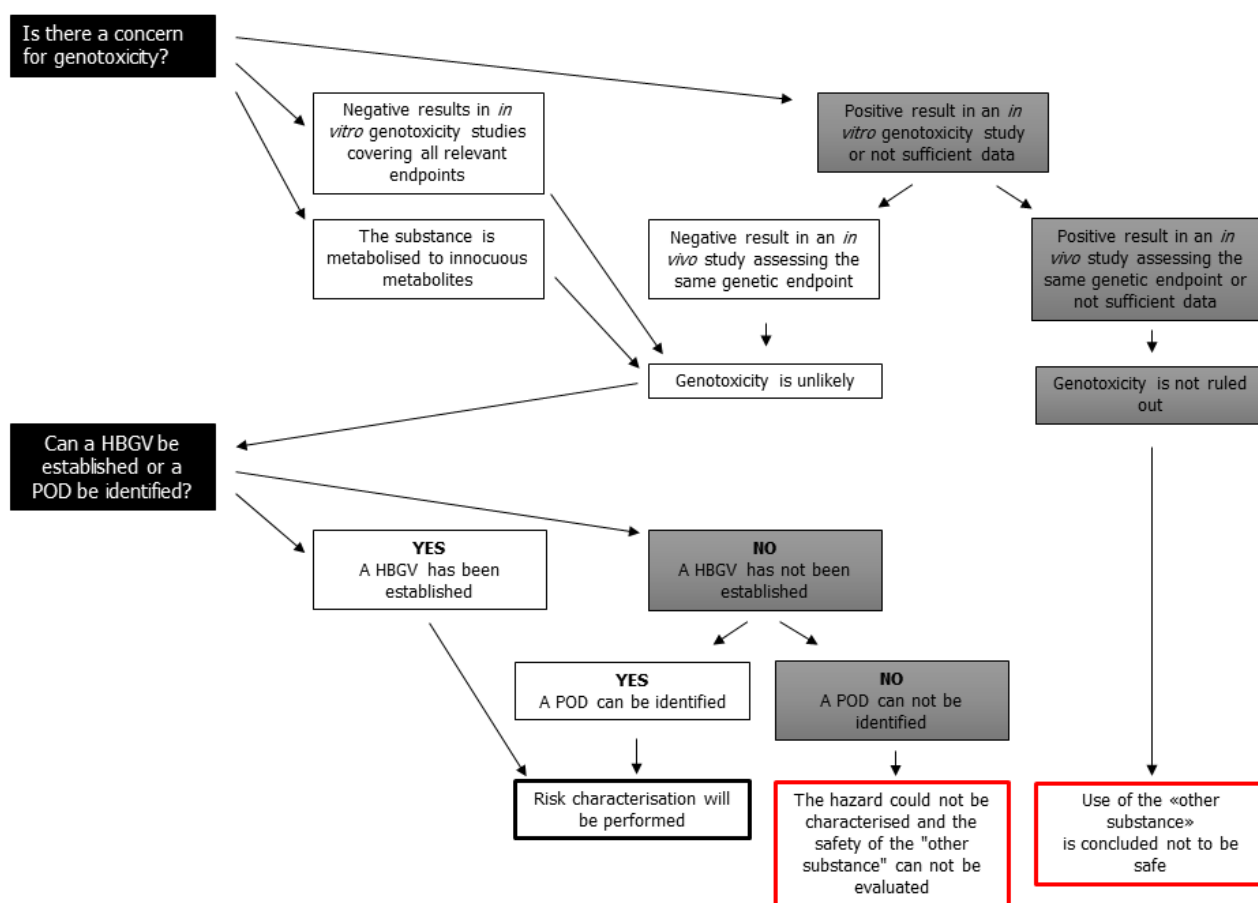 Is there a concern
for genotoxicity?
Negative results in in
vitro genotoxicity studies
covering all relevant
endpoints
Positive result in an in
vitro genotoxicity study
or not sufficient data
The substance is
metabolised to innocuous
metabolites
Negative result in an in
vivo study assessing the
same genetic endpoint
Positive result in an in
vivo study assessing the
same genetic endpoint or
not sufficient data
Genotoxicity is unlikely
Genotoxicity is not ruled
out
Can a HBGV be
established or a
POD be identified?
YES
A HBGV has been
established
NO
A HBGV has not been
established
YES
A POD can be identified
NO
A POD can not be
identified
Risk characterisation will
be performed
The hazard could not be
characterised and the
safety of the "other
substance" can not be
evaluated
Use of the «other
substance»
is concluded not to be
safe